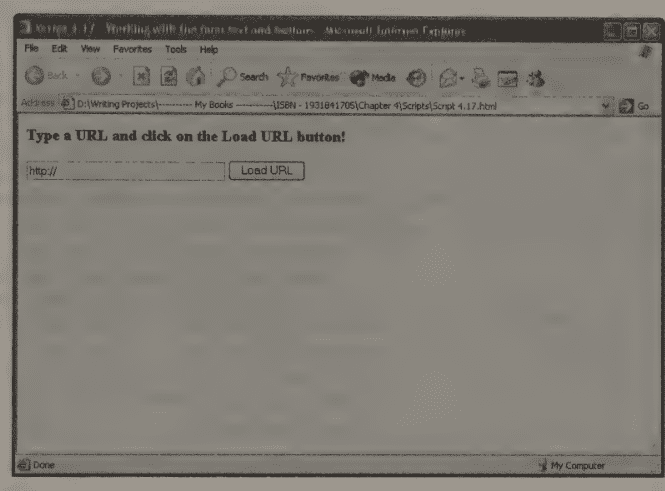 Script 4.17 Working with the form text and buttons - Microsoft Internet Explorer
File Edit View Favorites Tools Help
Back Search Favorites Media
Address D:\Writing Projects\---------- My Books ----------\ISBN - 1931841705\Chapter 4\Scripts\Script 4.17.html Go
Type a URL and click on the Load URL button!
http:// Load URL
Done My Computer